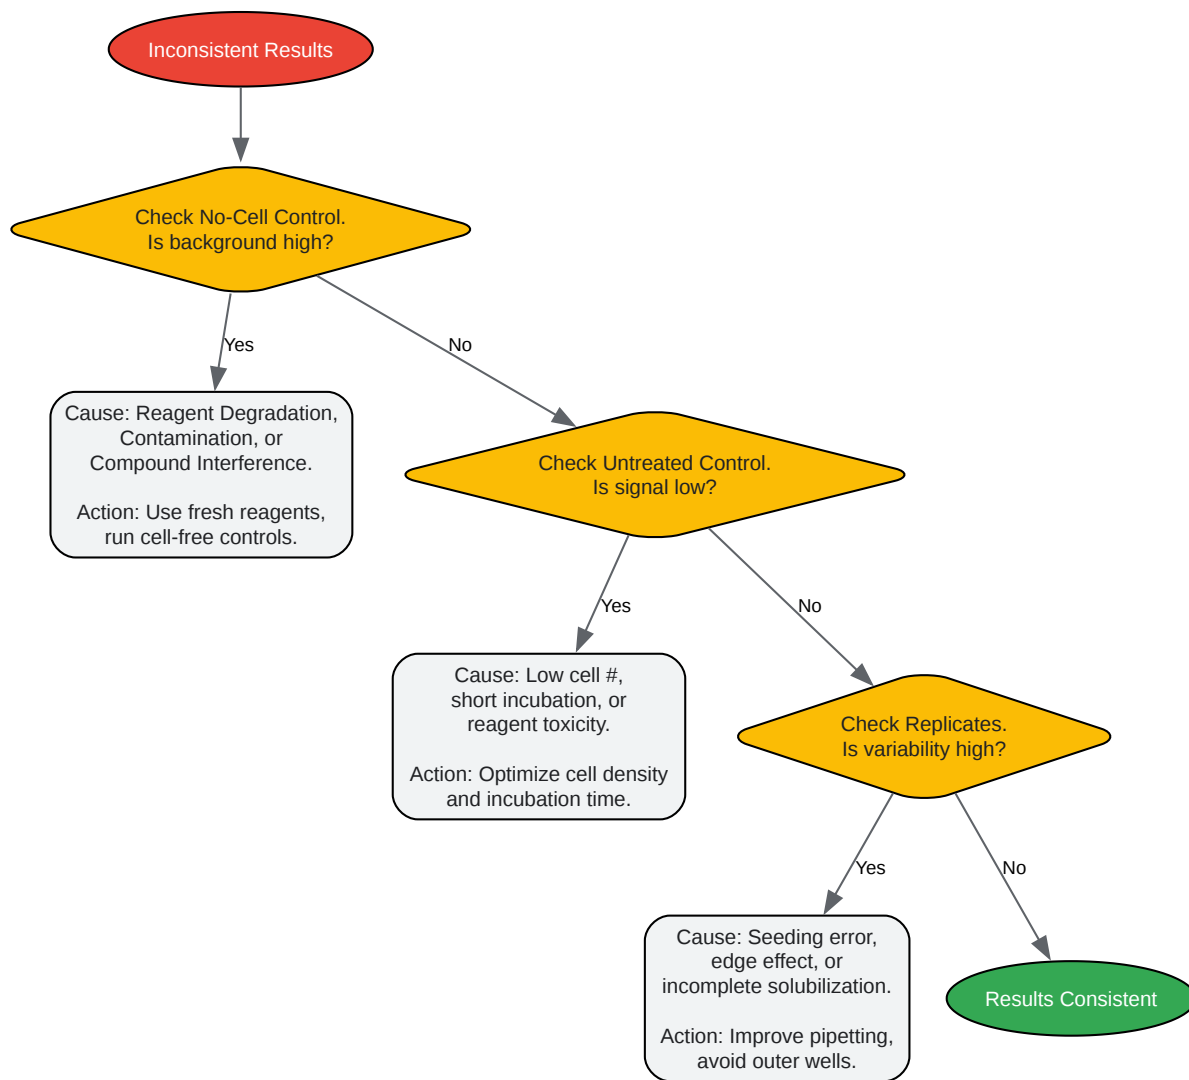 Inconsistent Results
Check No-Cell Control.
Is background high?
Yes
No
Cause: Reagent Degradation,
Contamination, or
Compound Interference.
Action: Use fresh reagents,
run cell-free controls.
Check Untreated Control.
Is signal low?
Yes
No
Cause: Low cell #,
short incubation, or
reagent toxicity.
Action: Optimize cell density
and incubation time.
Check Replicates.
Is variability high?
Yes
No
Cause: Seeding error,
edge effect, or
incomplete solubilization.
Action: Improve pipetting,
avoid outer wells.
Results Consistent